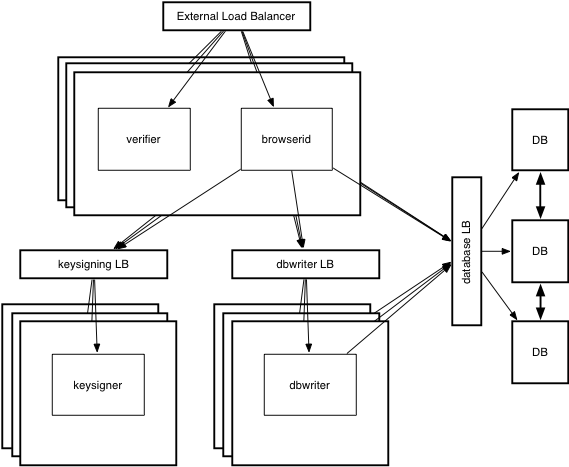 External Load Balancer
verifier
browserid
DB
database LB
DB
keysigning LB
dbwriter LB
DB
keysigner
dbwriter